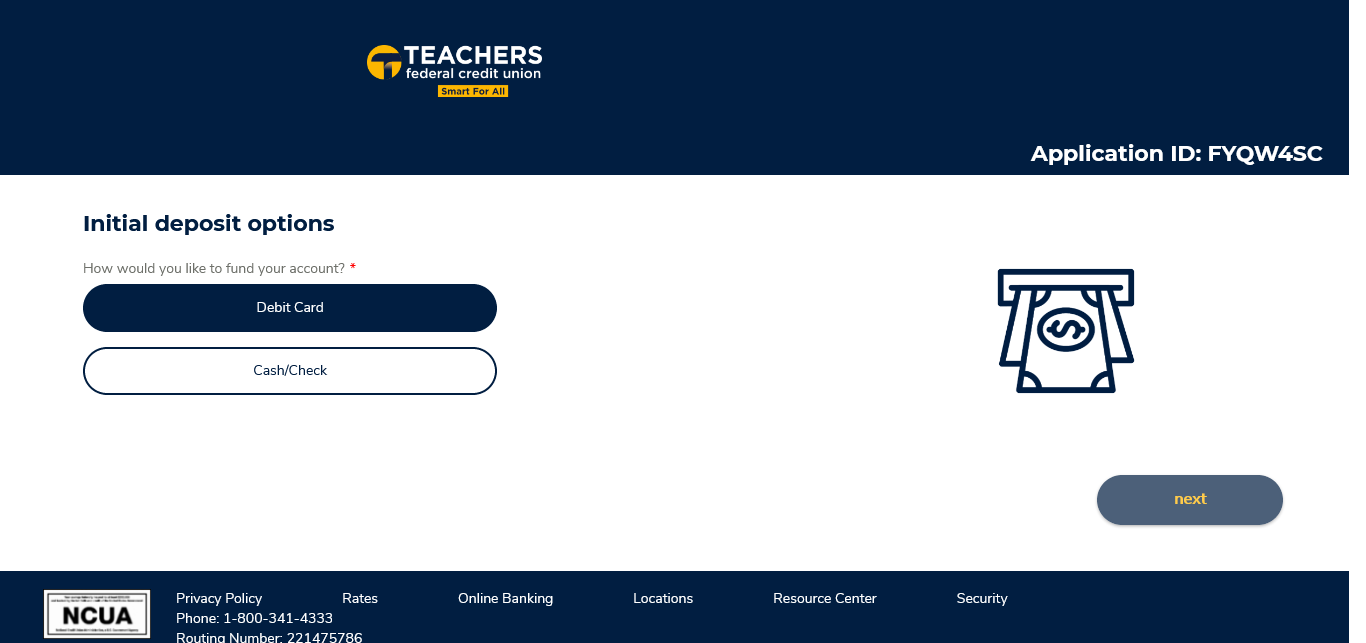 TEACHERS
federal credit union
Smart For All
Application ID: FYQW4SC
Initial deposit options
How would you like to fund your account? *
Debit Card
Cash/Check
next
NCUA
Privacy Policy Rates Online Banking Locations Resource Center Security
Phone: 1-800-341-4333
Routing Number: 221475786